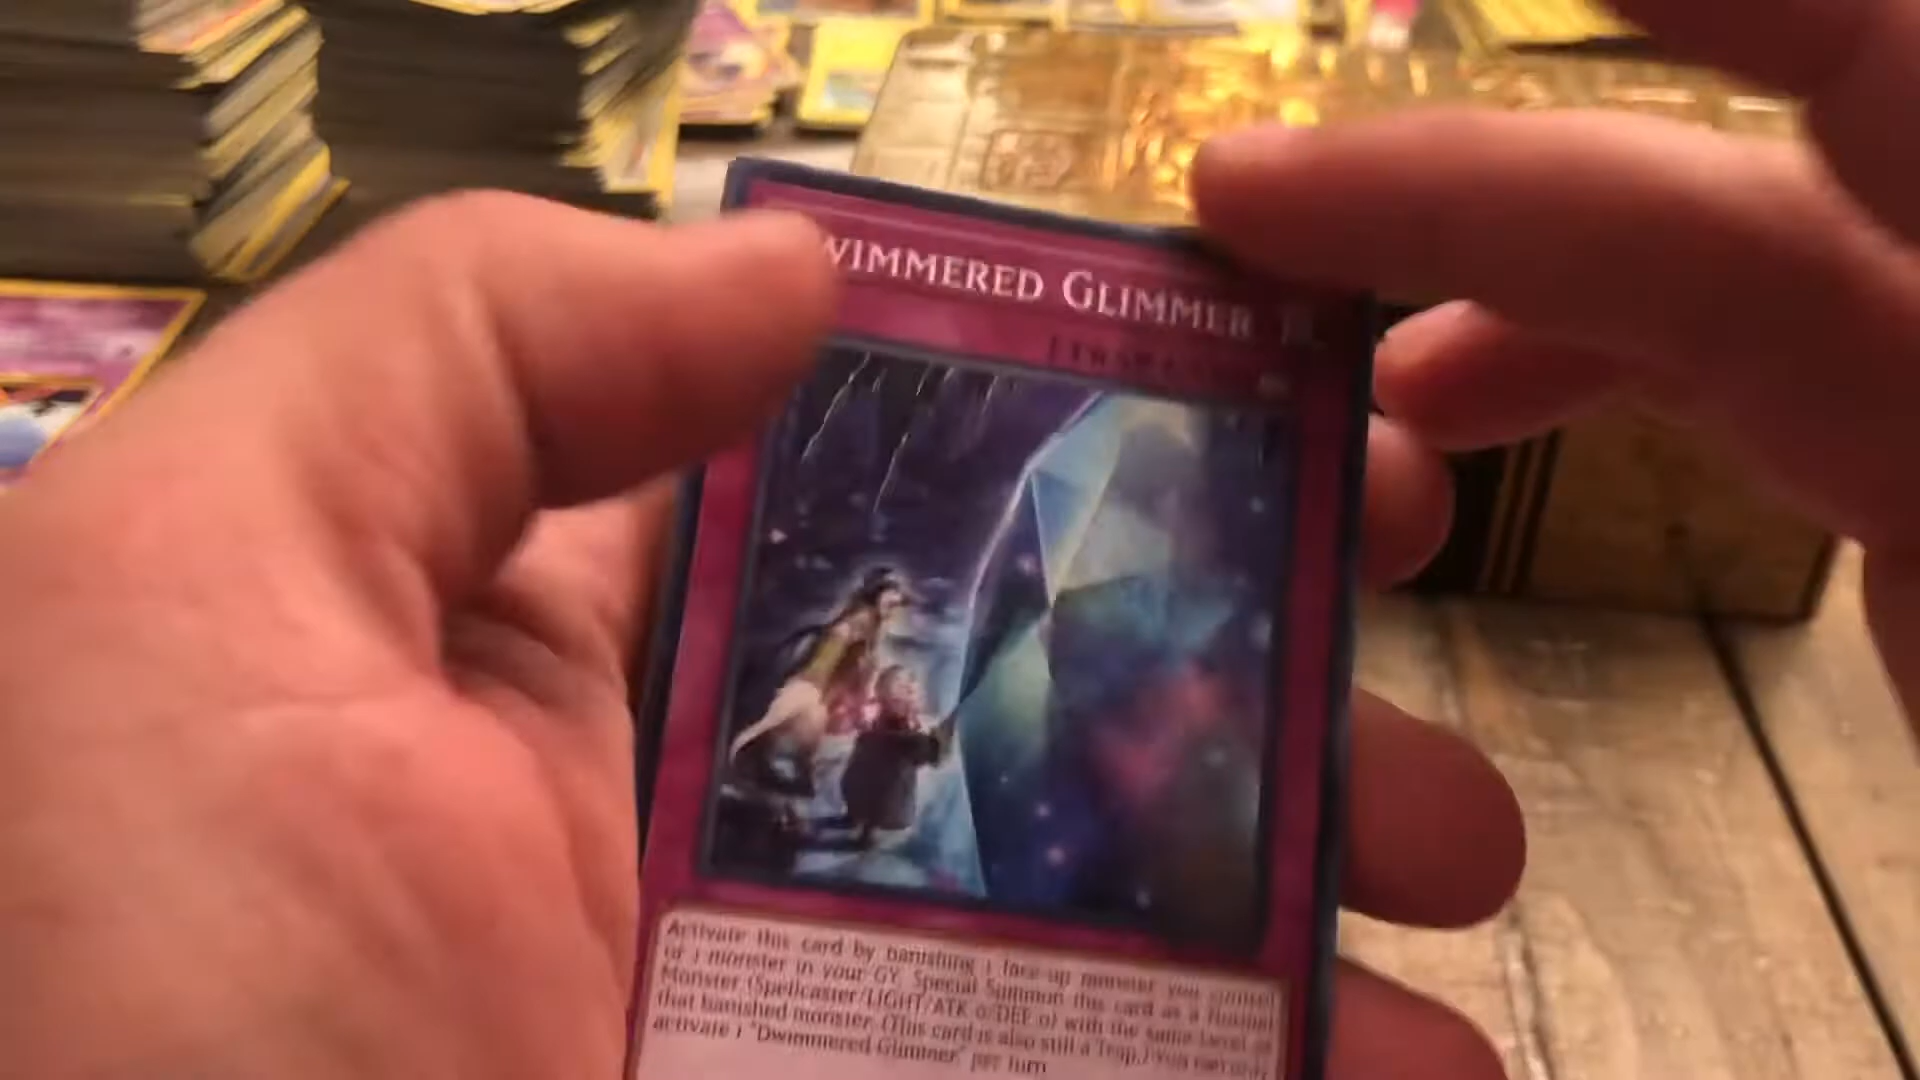 WIMMERED GLIMMER
Activate this card by banishing 1 face-up monster you control
or 1 monster in your GY. Special Summon this card as a Normal
Monster (Spellcaster/LIGHT/ATK 0/DEF 0) with the same Level as
that banished monster. (This card is also still a Trap.) You can only
activate 1 "Dwimmered Glimmer" per turn.